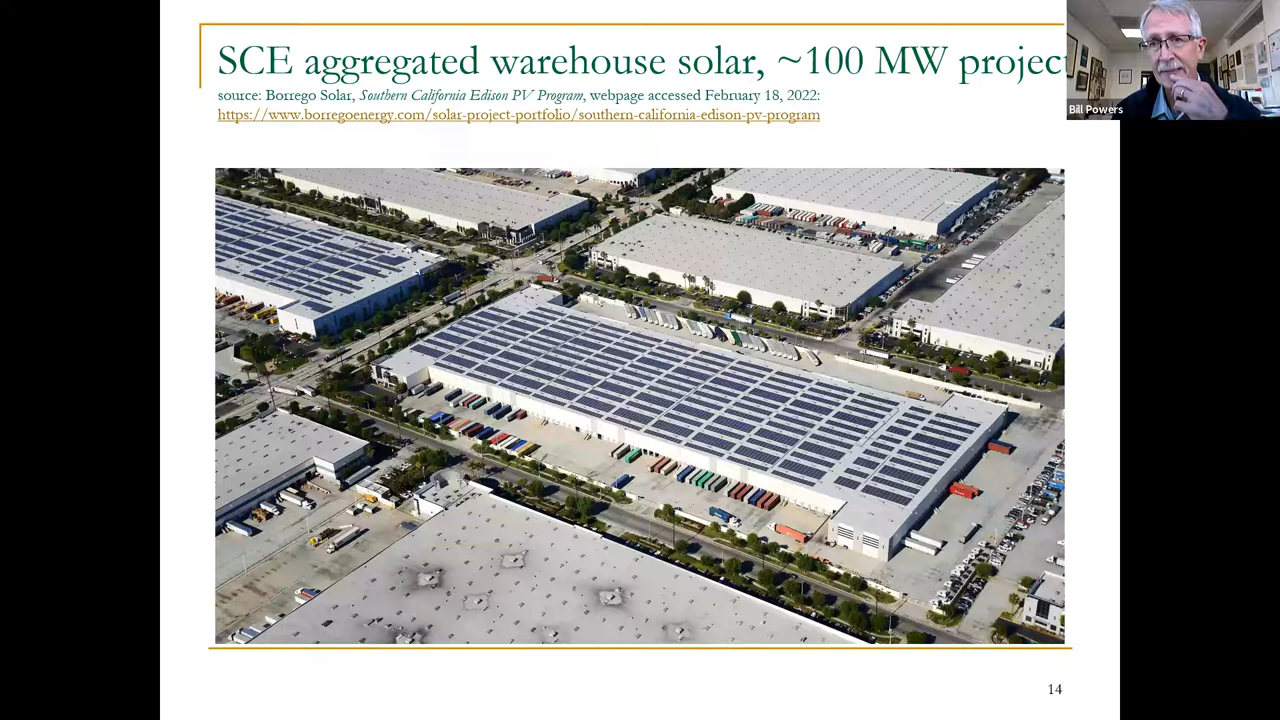 SCE aggregated warehouse solar, ~100 MW projec
source: Borrego Solar, Southern California Edison PV Program, webpage accessed February 18, 2022:
https://www.borregoenergy.com/solar-project-portfolio/southern-california-edison-pv-program
Bill Powers
14